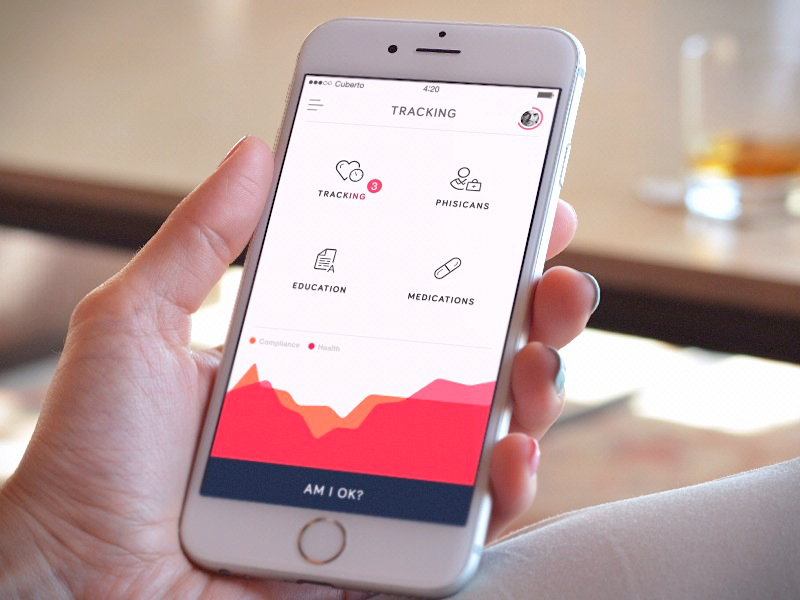 Cuberto 4:20
TRACKING
TRACKING 3
PHISICANS
EDUCATION
MEDICATIONS
Compliance Health
AM I OK?